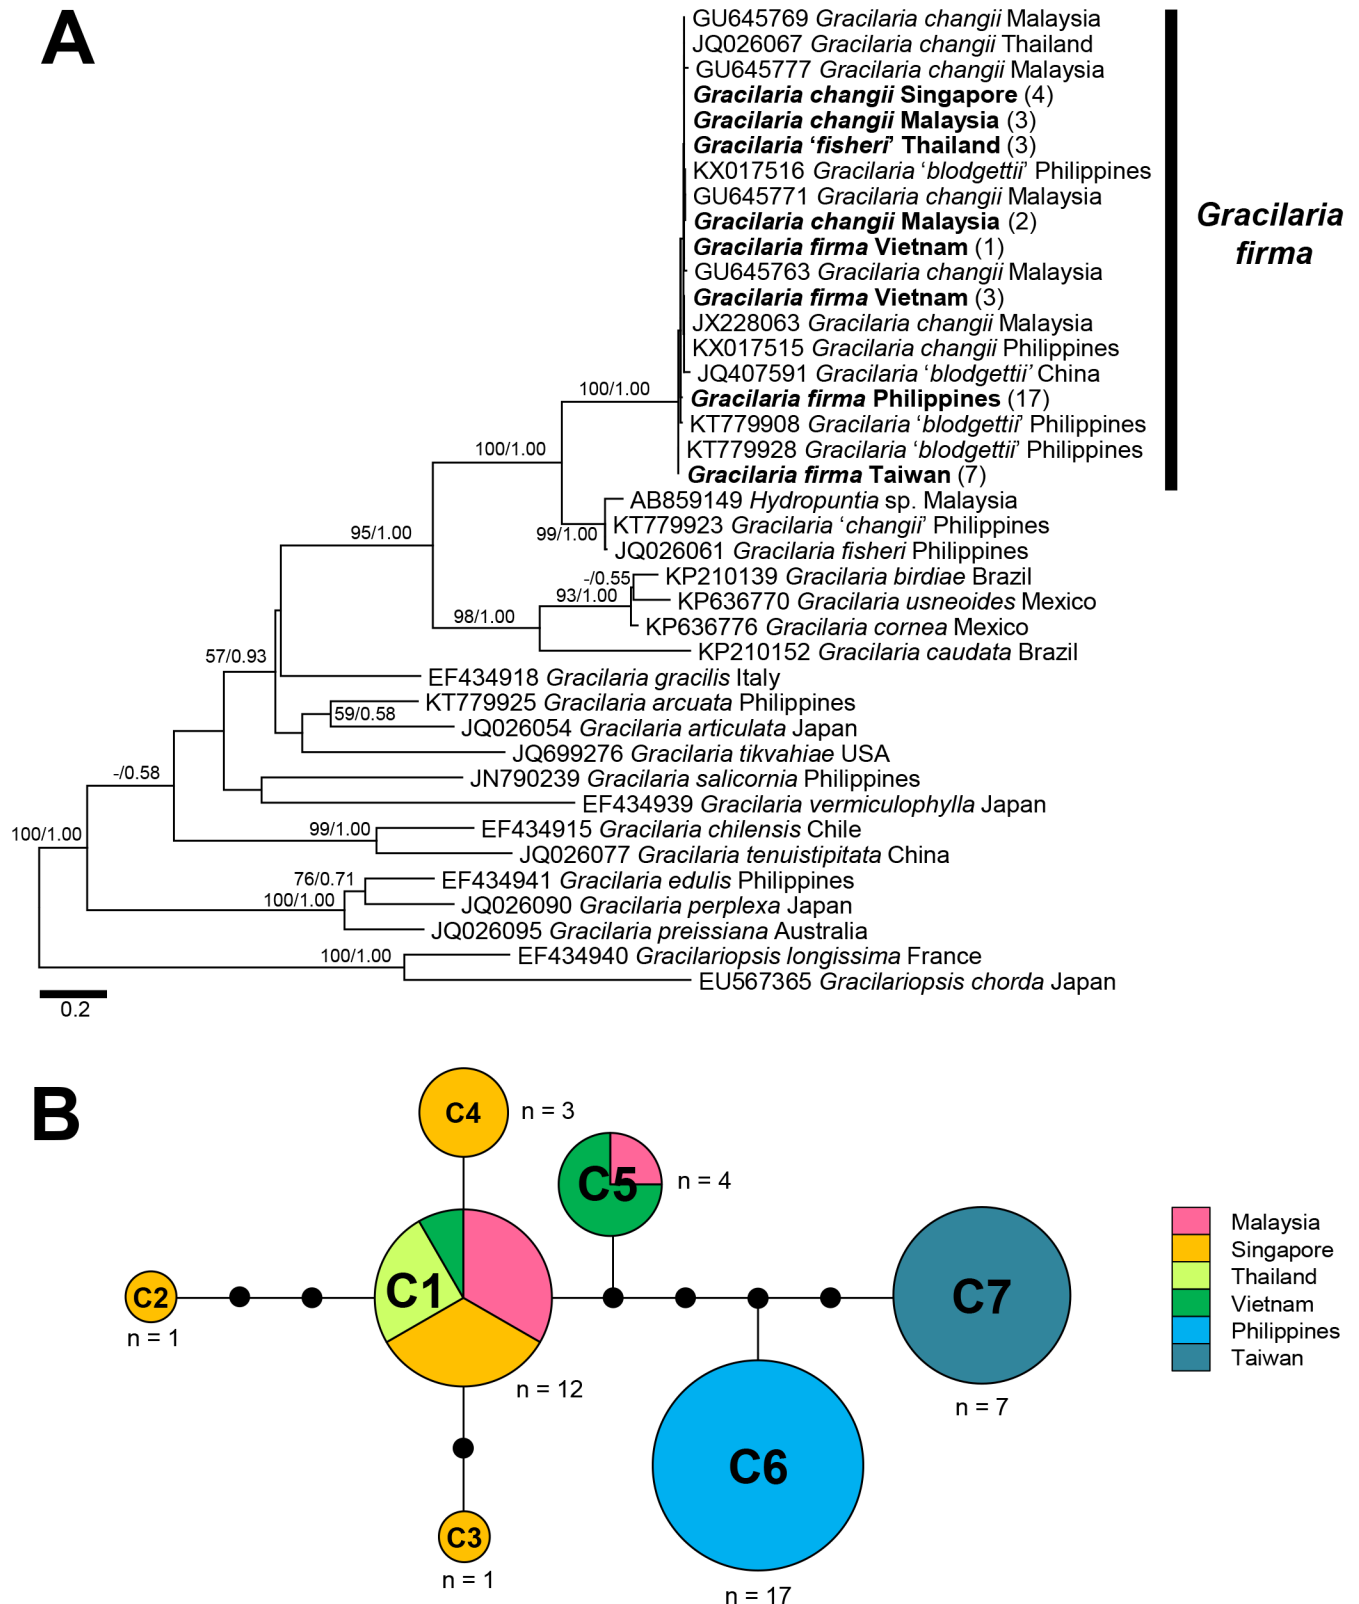 A
GU645769 Gracilaria changii Malaysia
JQ026067 Gracilaria changii Thailand
GU645777 Gracilaria changii Malaysia
Gracilaria changii Singapore (4)
Gracilaria changii Malaysia (3)
Gracilaria ‘fisheri’ Thailand (3)
KX017516 Gracilaria ‘blodgettii’ Philippines
GU645771 Gracilaria changii Malaysia
Gracilaria changii Malaysia (2)
Gracilaria firma Vietnam (1)
GU645763 Gracilaria changii Malaysia
Gracilaria firma Vietnam (3)
JX228063 Gracilaria changii Malaysia
KX017515 Gracilaria changii Philippines
JQ407591 Gracilaria ‘blodgettii’ China
Gracilaria firma Philippines (17)
KT779908 Gracilaria ‘blodgettii’ Philippines
KT779928 Gracilaria ‘blodgettii’ Philippines
Gracilaria firma Taiwan (7)
AB859149 Hydropuntia sp. Malaysia
KT779923 Gracilaria ‘changii’ Philippines
JQ026061 Gracilaria fisheri Philippines
KP210139 Gracilaria birdiae Brazil
KP636770 Gracilaria usneoides Mexico
KP636776 Gracilaria cornea Mexico
KP210152 Gracilaria caudata Brazil
EF434918 Gracilaria gracilis Italy
KT779925 Gracilaria arcuata Philippines
JQ026054 Gracilaria articulata Japan
JQ699276 Gracilaria tikvahiae USA
JN790239 Gracilaria salicornia Philippines
EF434939 Gracilaria vermiculophylla Japan
EF434915 Gracilaria chilensis Chile
JQ026077 Gracilaria tenuistipitata China
EF434941 Gracilaria edulis Philippines
JQ026090 Gracilaria perplexa Japan
JQ026095 Gracilaria preissiana Australia
EF434940 Gracilariopsis longissima France
EU567365 Gracilariopsis chorda Japan
Gracilaria
firma
100/1.00
100/1.00
99/1.00
95/1.00
-/0.55
93/1.00
98/1.00
57/0.93
59/0.58
-/0.58
99/1.00
100/1.00
76/0.71
100/1.00
100/1.00
0.2
B
C4
n = 3
C5
n = 4
C2
n = 1
C1
n = 12
C3
n = 1
C7
n = 7
C6
n = 17
Malaysia
Singapore
Thailand
Vietnam
Philippines
Taiwan